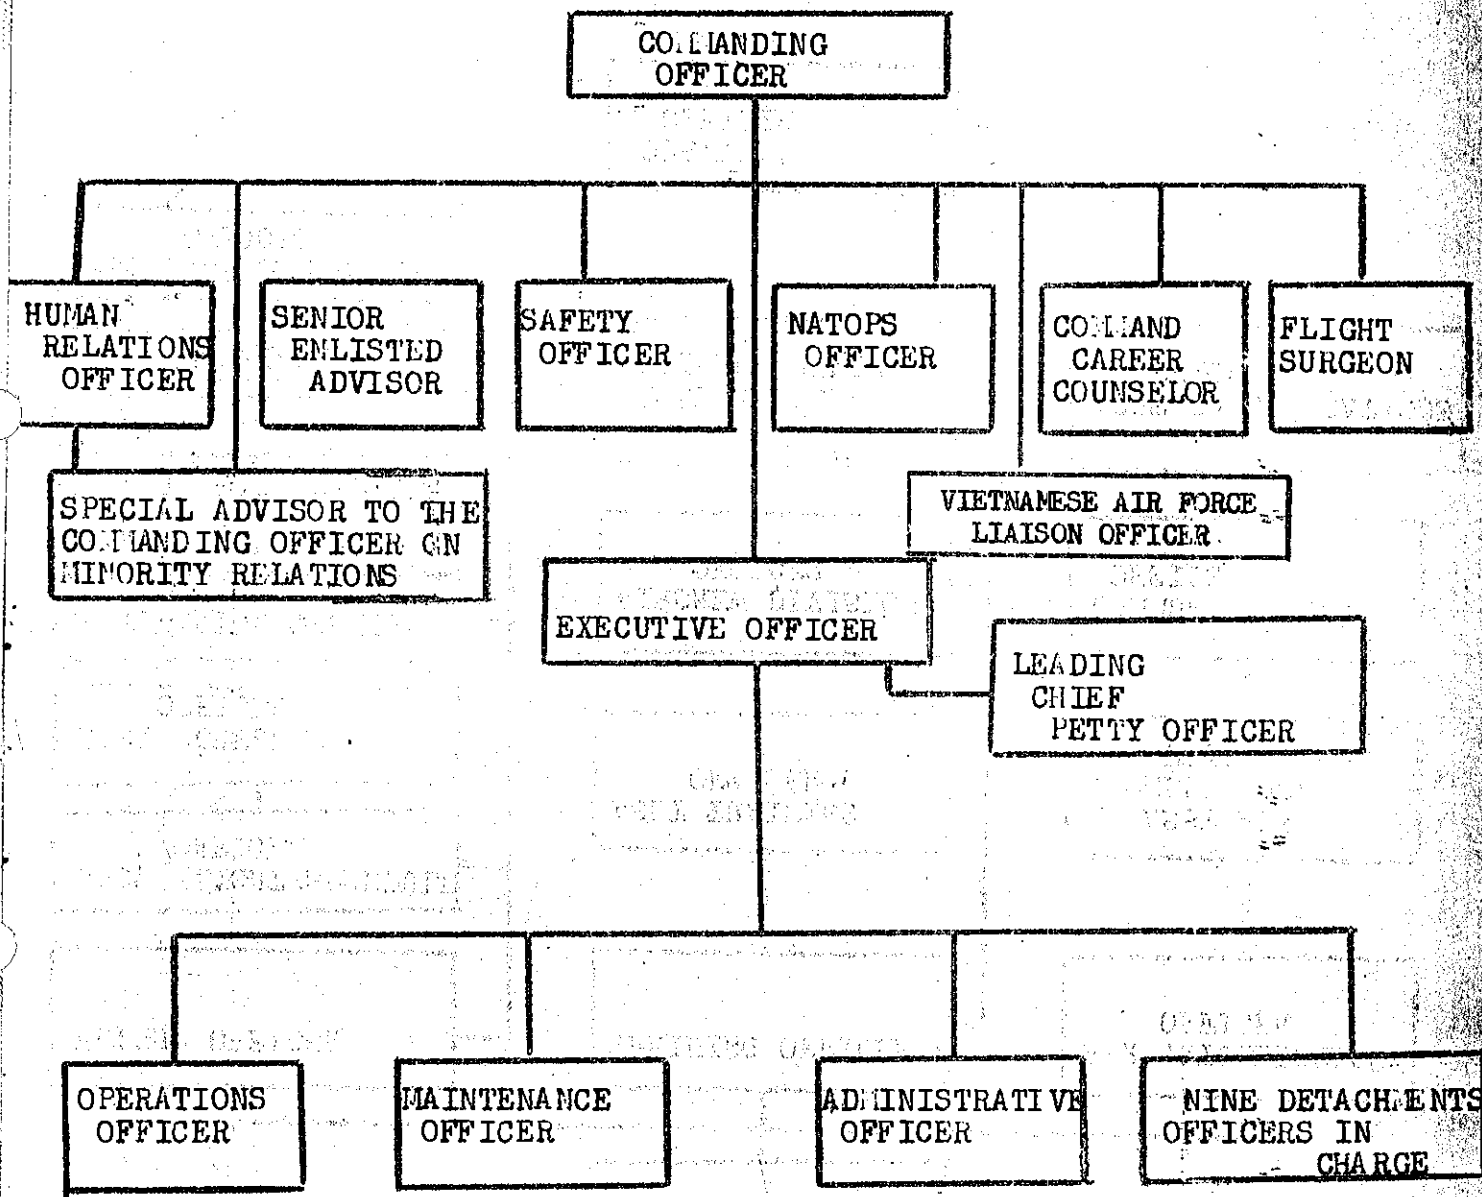 COMMANDING
OFFICER
HUMAN
RELATIONS
OFFICER
SENIOR
ENLISTED
ADVISOR
SAFETY
OFFICER
NATOPS
OFFICER
COMMAND
CAREER
COUNSELOR
FLIGHT
SURGEON
SPECIAL ADVISOR TO THE
COMMANDING OFFICER ON
MINORITY RELATIONS
VIETNAMESE AIR FORCE
LIAISON OFFICER
EXECUTIVE OFFICER
LEADING
CHIEF
PETTY OFFICER
OPERATIONS
OFFICER
MAINTENANCE
OFFICER
ADMINISTRATIVE
OFFICER
NINE DETACHMENTS
OFFICERS IN
CHARGE